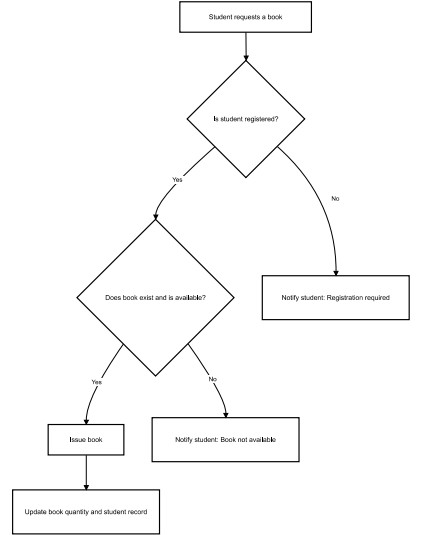 Student requests a book
Is student registered?
Yes
No
Notify student: Registration required
Does book exist and is available?
Yes
No
Issue book
Notify student: Book not available
Update book quantity and student record